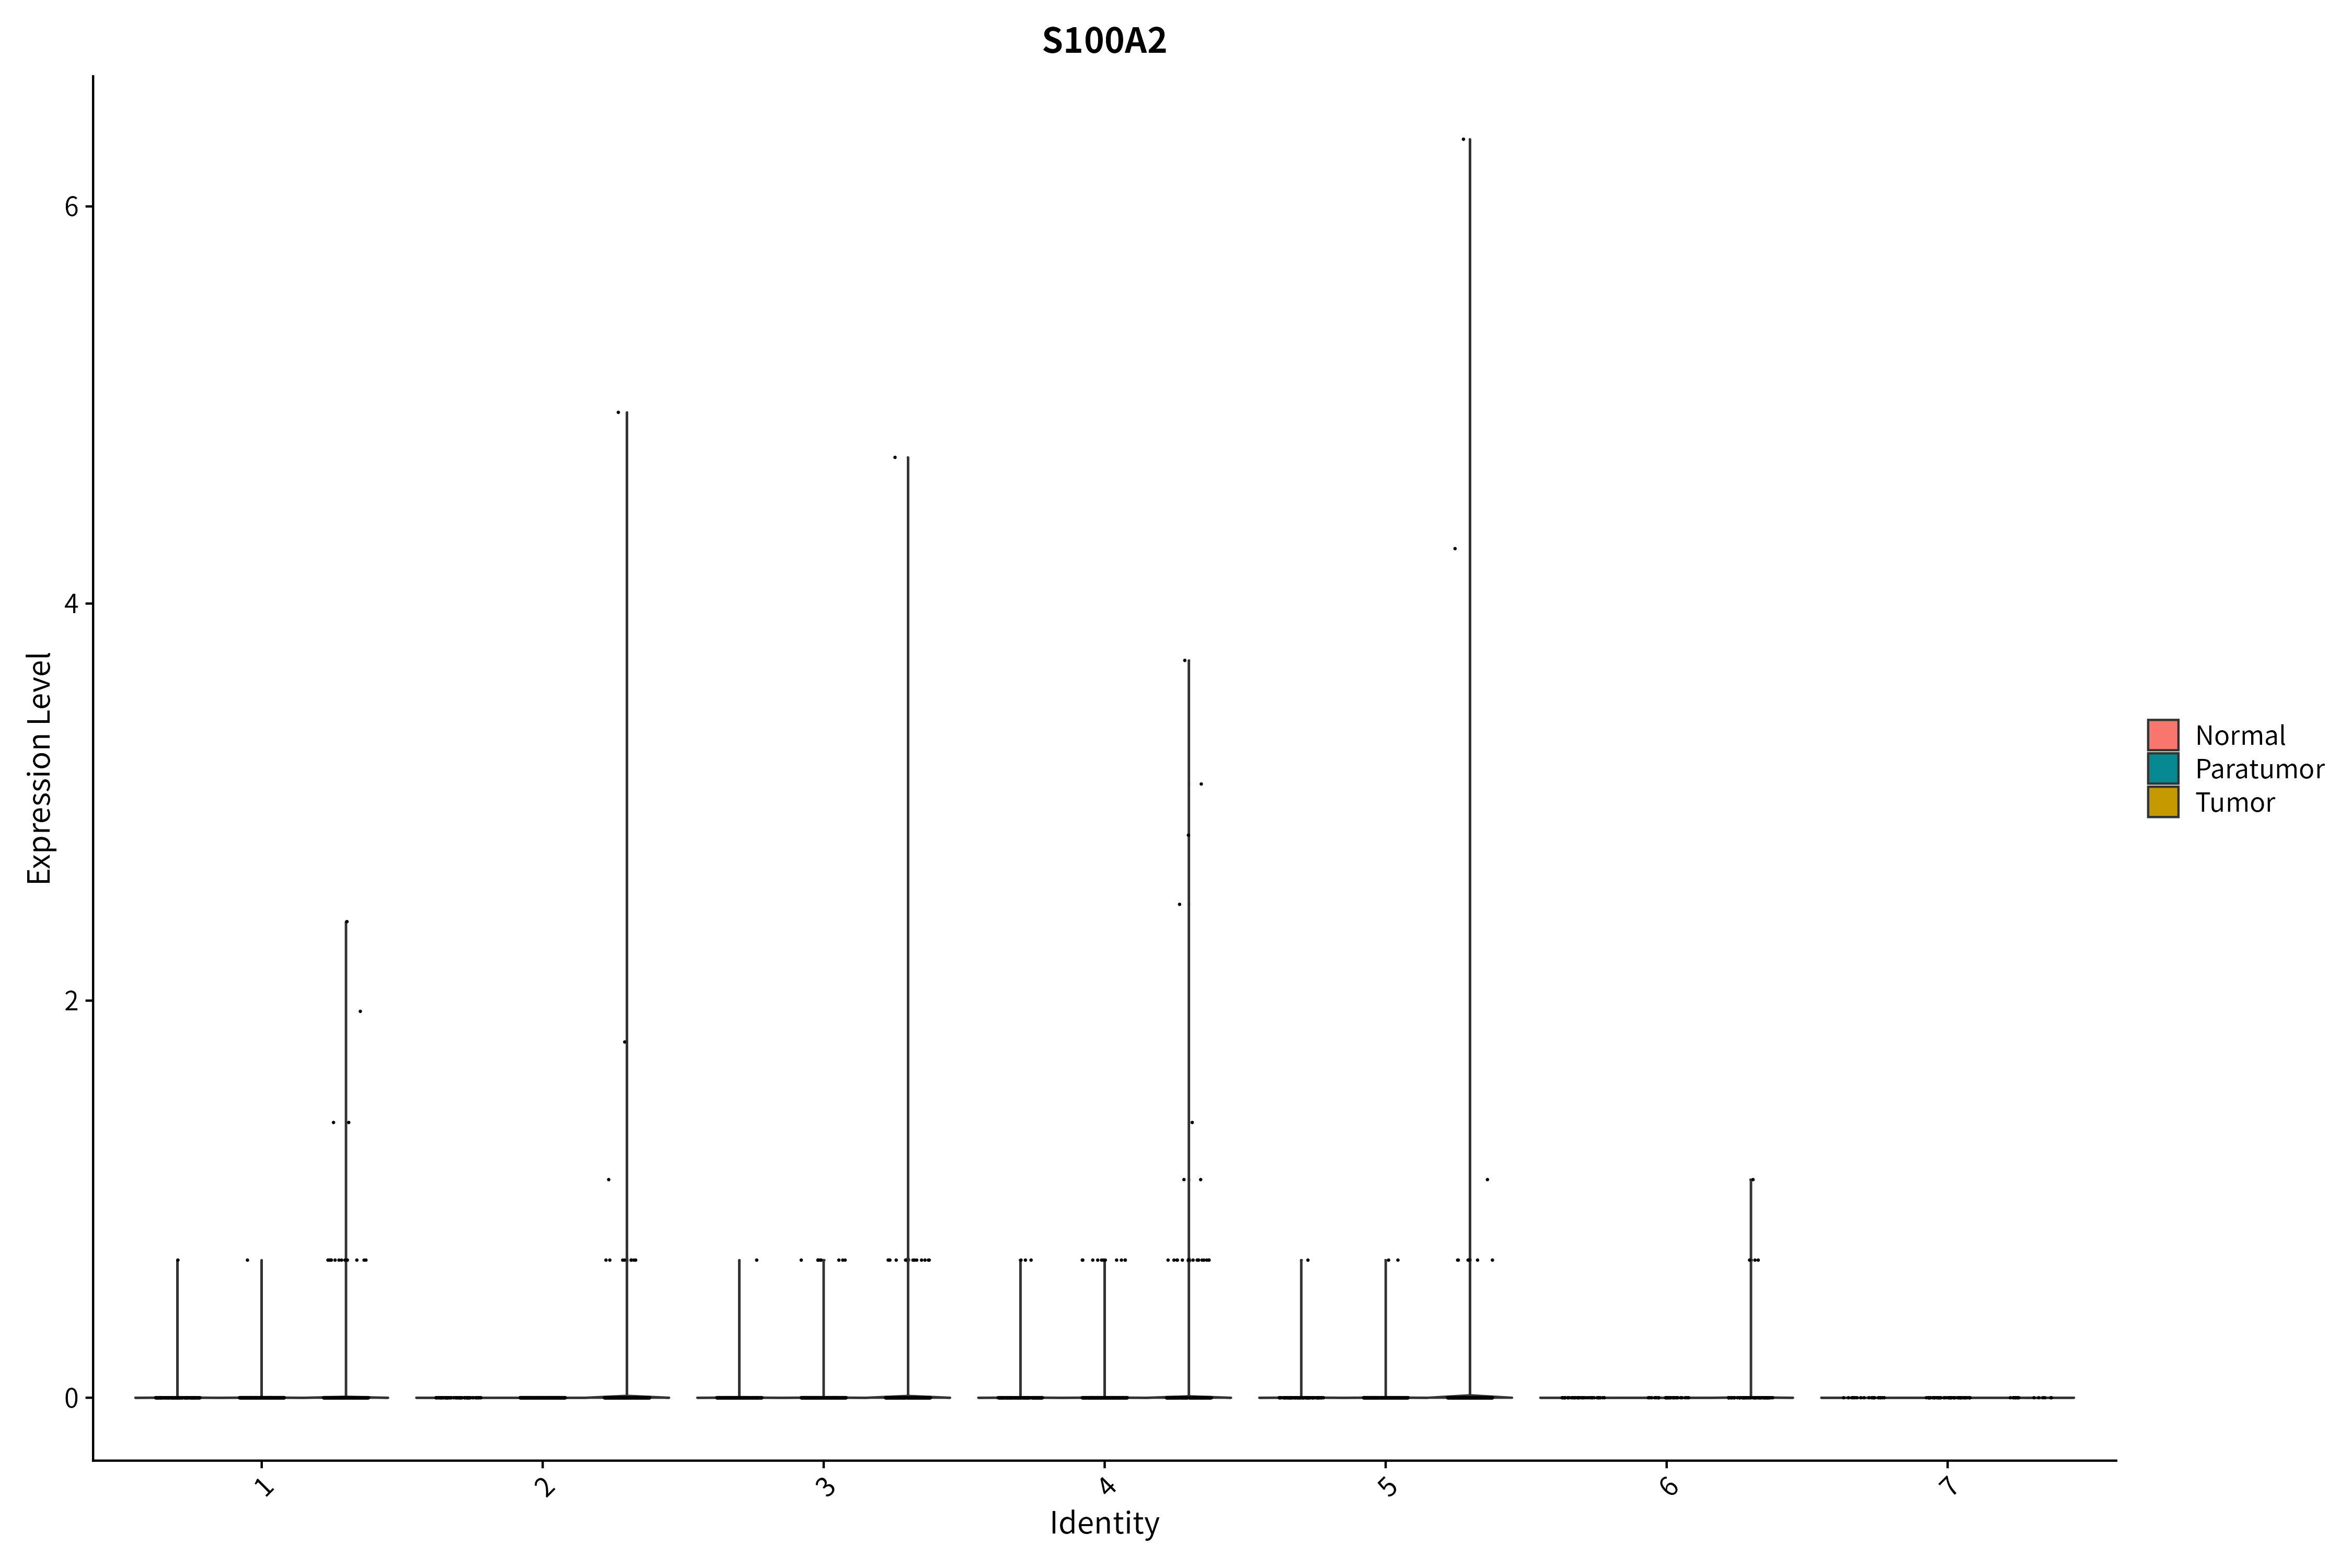 S100A2
Expression Level
6
4
2
0
1
2
3
4
5
6
7
Identity
Normal
Paratumor
Tumor